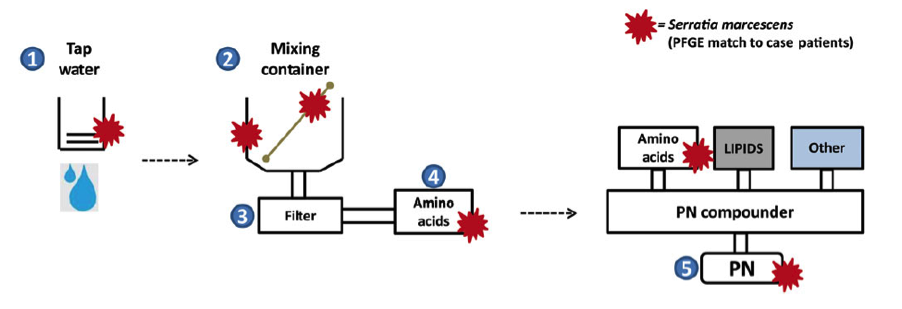 = Serratia marcescens
(PFGE match to case patients)
1
Tap
water
2
Mixing
container
3
Filter
4
Amino
acids
Amino
acids
LIPIDS
Other
PN compounder
5
PN